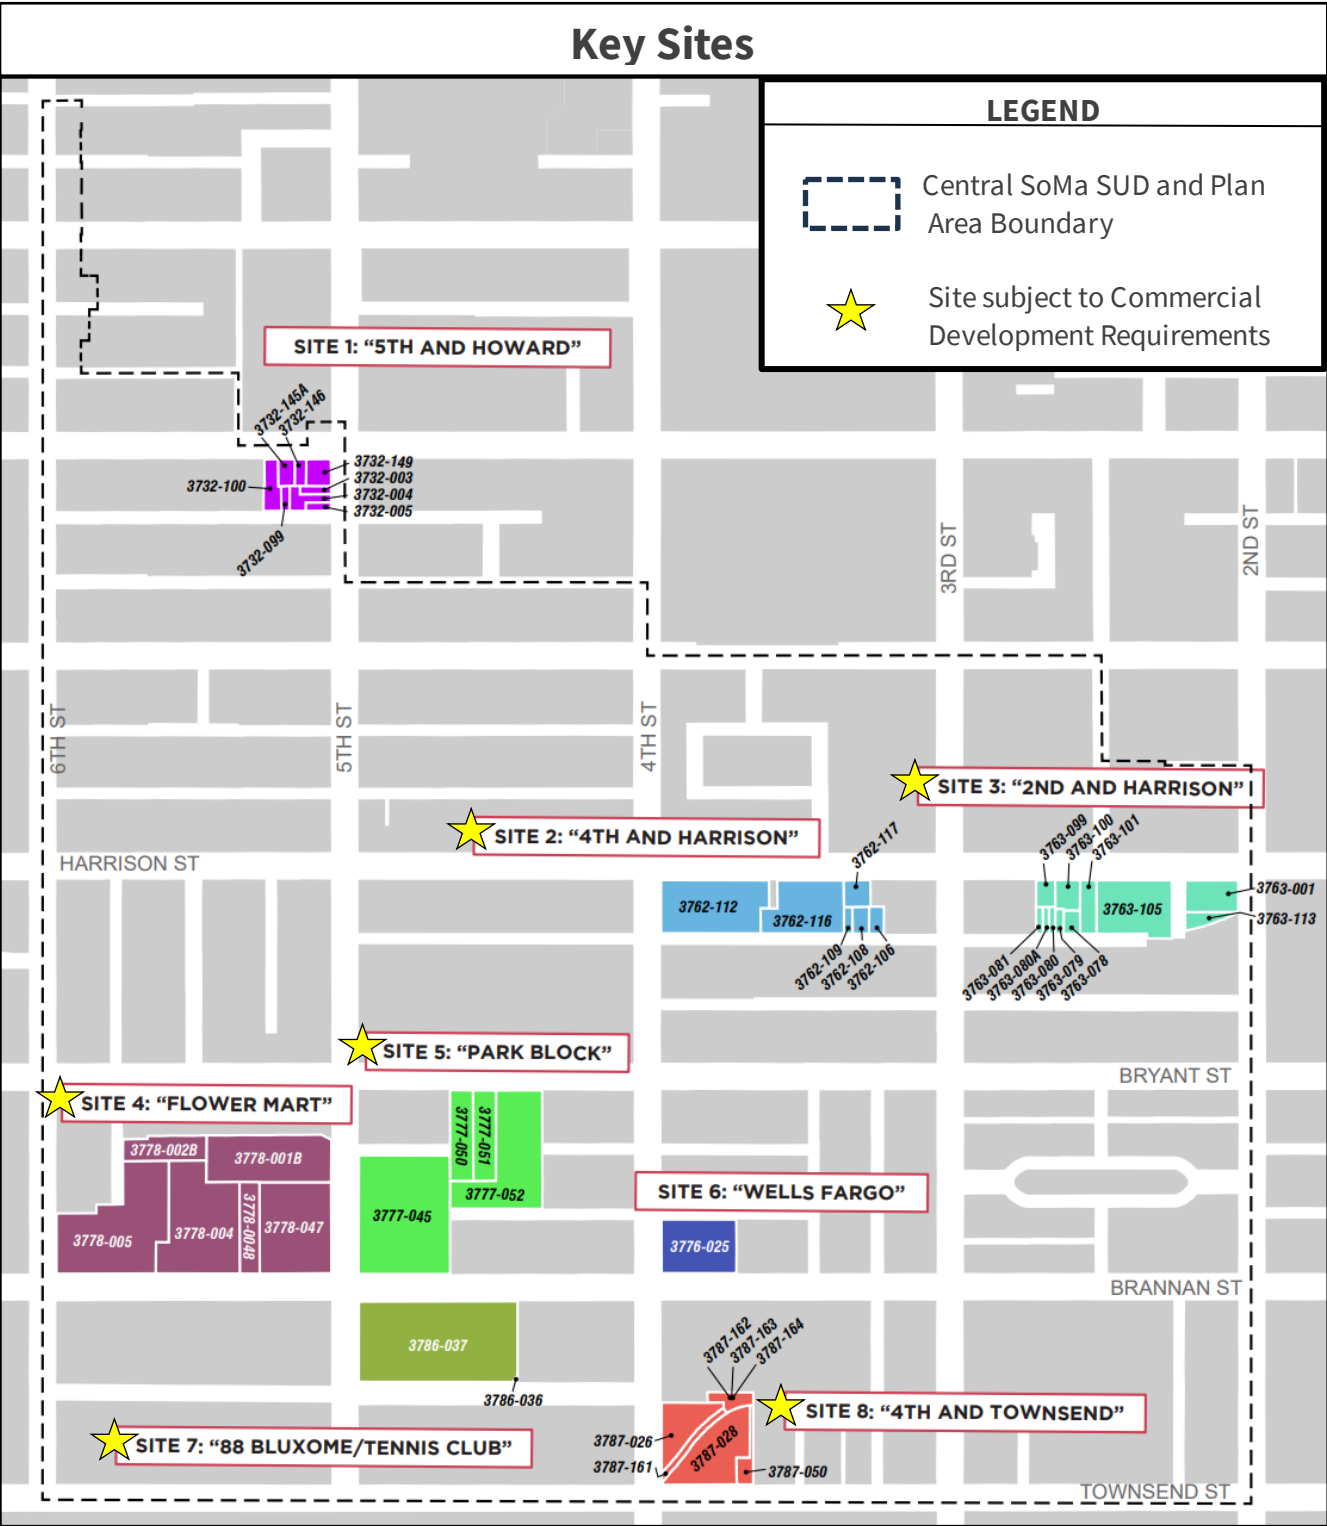 Key Sites
LEGEND
Central SoMa SUD and Plan
Area Boundary
Site subject to Commercial
Development Requirements
SITE 1: “5TH AND HOWARD”
3732-145A
3732-146
3732-149
3732-003
3732-004
3732-005
3732-100
3732-099
3RD ST
2ND ST
6TH ST
5TH ST
4TH ST
SITE 3: “2ND AND HARRISON”
SITE 2: “4TH AND HARRISON”
HARRISON ST
3762-117
3763-099
3763-100
3763-101
3762-112
3762-116
3763-105
3763-001
3763-113
3762-109
3762-108
3762-106
3763-081
3763-080A
3763-080
3763-079
3763-078
SITE 5: “PARK BLOCK”
BRYANT ST
SITE 4: “FLOWER MART”
3778-002B
3778-001B
3778-005
3778-004
3778-004B
3778-047
3777-050
3777-051
3777-052
3777-045
SITE 6: “WELLS FARGO”
3776-025
BRANNAN ST
3786-037
3786-036
3787-162
3787-163
3787-164
SITE 8: “4TH AND TOWNSEND”
SITE 7: “88 BLUXOME/TENNIS CLUB”
3787-026
3787-161
3787-028
3787-050
TOWNSEND ST